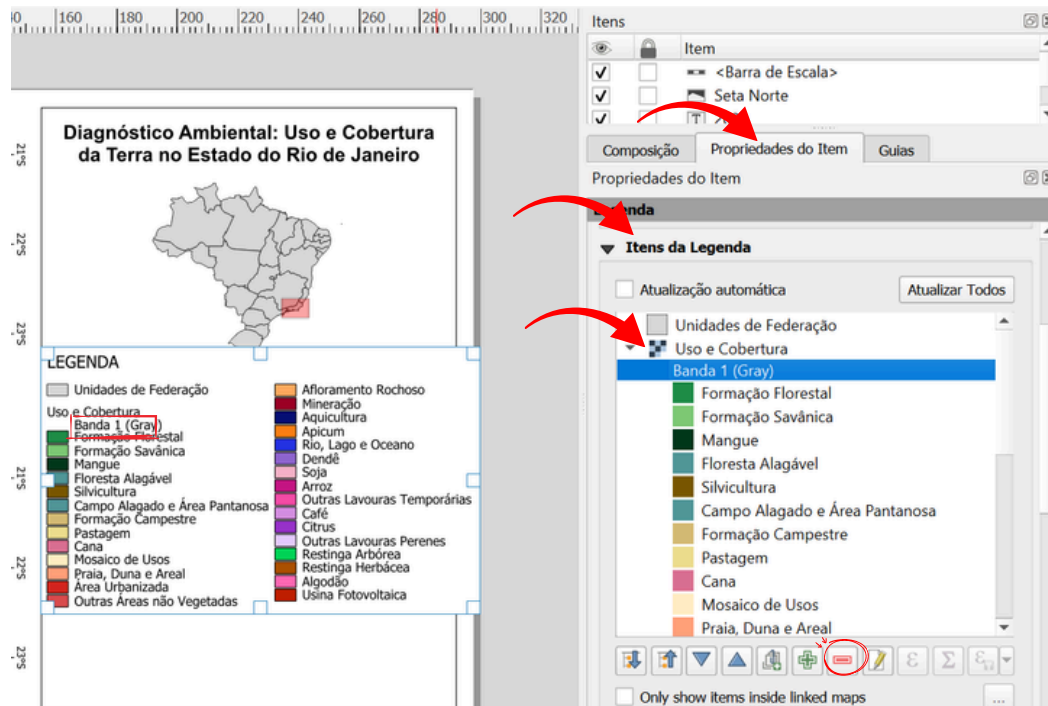 160 180 200 220 240 260 280 300 320
Diagnóstico Ambiental: Uso e Cobertura
da Terra no Estado do Rio de Janeiro
21°S
22°S
23°S
21°S
22°S
23°S
LEGENDA
Unidades de Federação
Uso e Cobertura
Banda 1 (Gray)
Formação Florestal
Formação Savânica
Mangue
Floresta Alagável
Silvicultura
Campo Alagado e Área Pantanosa
Formação Campestre
Pastagem
Cana
Mosaico de Usos
Praia, Duna e Areal
Área Urbanizada
Outras Áreas não Vegetadas
Afloramento Rochoso
Mineração
Aquicultura
Apicum
Rio, Lago e Oceano
Dendê
Soja
Arroz
Outras Lavouras Temporárias
Café
Citrus
Outras Lavouras Perenes
Restinga Arbórea
Restinga Herbácea
Algodão
Usina Fotovoltaica
Itens
Item
<Barra de Escala>
Seta Norte
T
Composição Propriedades do Item Guias
Propriedades do Item
Legenda
Itens da Legenda
Atualização automática Atualizar Todos
Unidades de Federação
Uso e Cobertura
Banda 1 (Gray)
Formação Florestal
Formação Savânica
Mangue
Floresta Alagável
Silvicultura
Campo Alagado e Área Pantanosa
Formação Campestre
Pastagem
Cana
Mosaico de Usos
Praia, Duna e Areal
ε Σ ε
Only show items inside linked maps ...